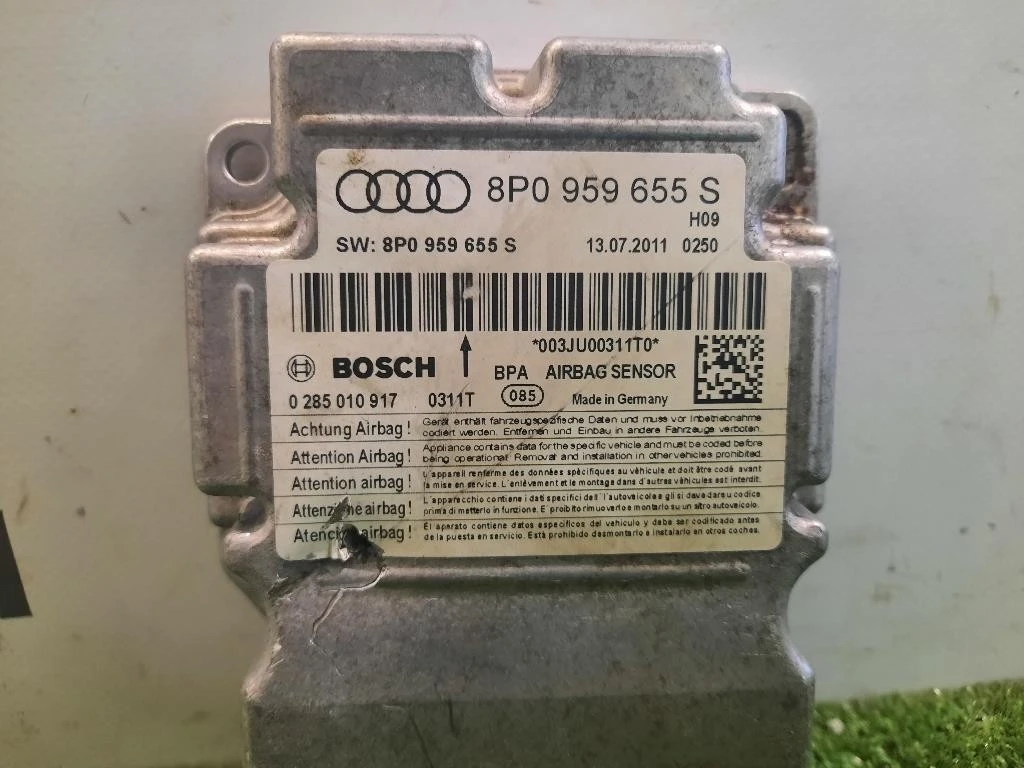 8P0 959 655 S
H09
SW: 8P0 959 655 S 13.07.2011 0250
*003JU00311T0*
BOSCH BPA AIRBAG SENSOR
0 285 010 917 0311T 085 Made in Germany
Achtung Airbag! Gerät enthält fahrzeugspezifische Daten und muss vor Inbetriebnahme
codiert werden. Entfernen und Einbau in andere Fahrzeuge verboten.
Attention Airbag! Appliance contains data for the specific vehicle and must be coded before
being operational. Removal and installation in other vehicles prohibited.
Attention airbag! L'appareil renferme des données spécifiques au véhicule et doit être codé avant
la mise en service. L'enlèvement et le montage dans d'autres véhicules est interdit.
Attenzione airbag! L'apparecchio contiene i dati specifici dell'autoveicolo e gli si deve dare u codice
prima di metterlo in funzione. E' proibito rimuoverlo e montarlo su un altro autoveicolo.
Atención airbag! El aparato contiene datos específicos del vehículo y debe ser codificado antes
de la puesta en servicio. Está prohibido desmontarlo e instalarlo en otros coches.